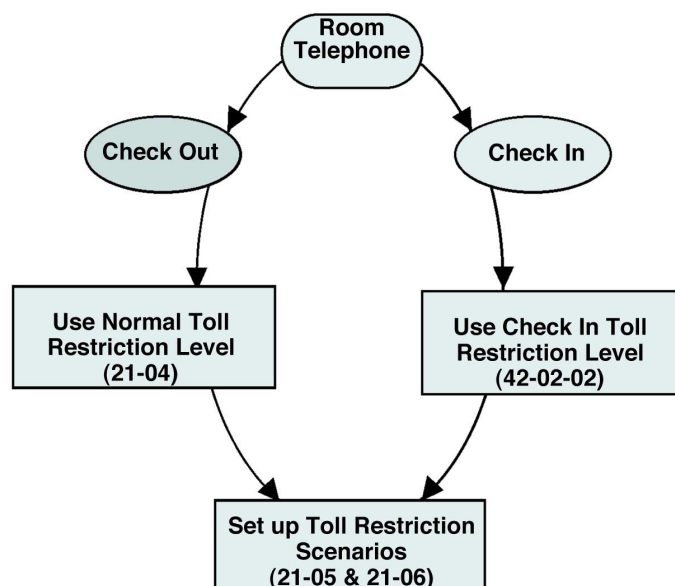 Room
Telephone
Check Out
Check In
Use Normal Toll
Restriction Level
(21-04)
Use Check In Toll
Restriction Level
(42-02-02)
Set up Toll Restriction
Scenarios
(21-05 & 21-06)